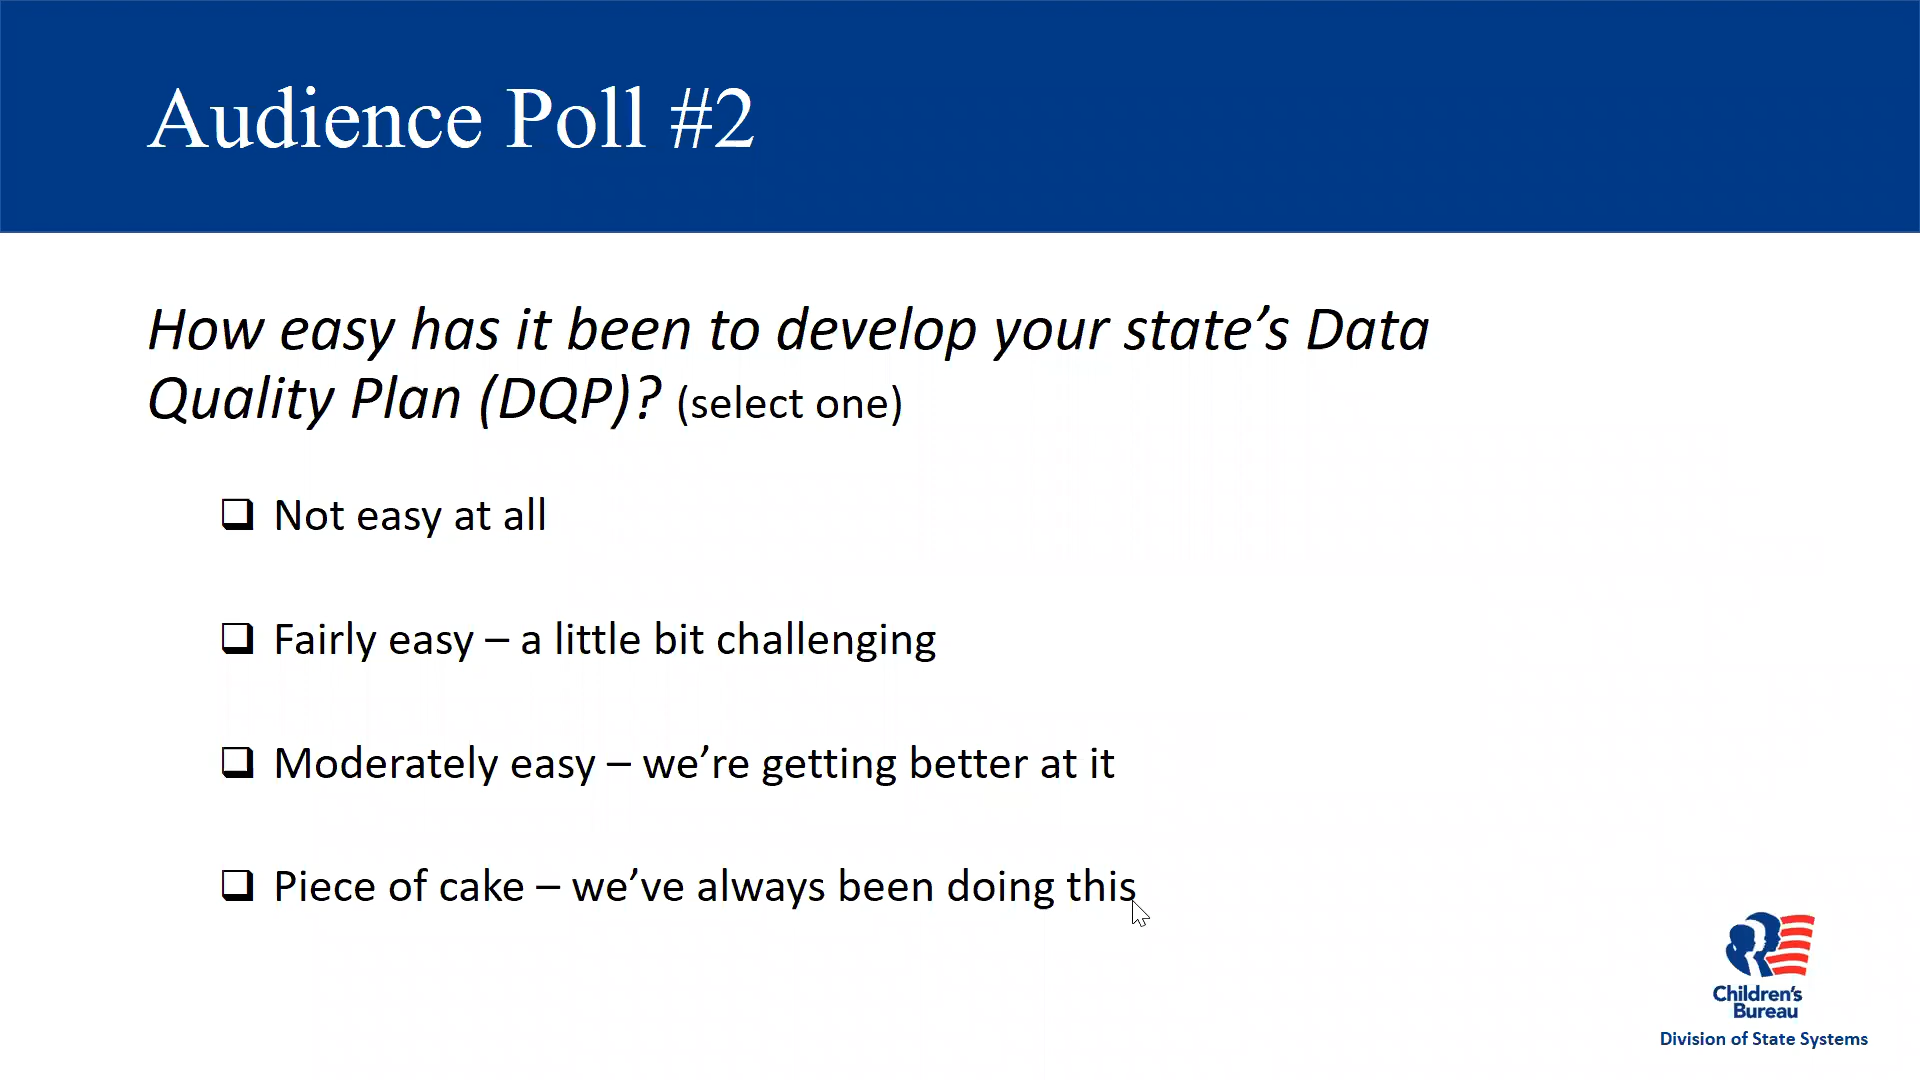 Audience Poll #2
How easy has it been to develop your state’s Data
Quality Plan (DQP)? (select one)
❑ Not easy at all
❑ Fairly easy – a little bit challenging
❑ Moderately easy – we’re getting better at it
❑ Piece of cake – we’ve always been doing this
Children's
Bureau
Division of State Systems